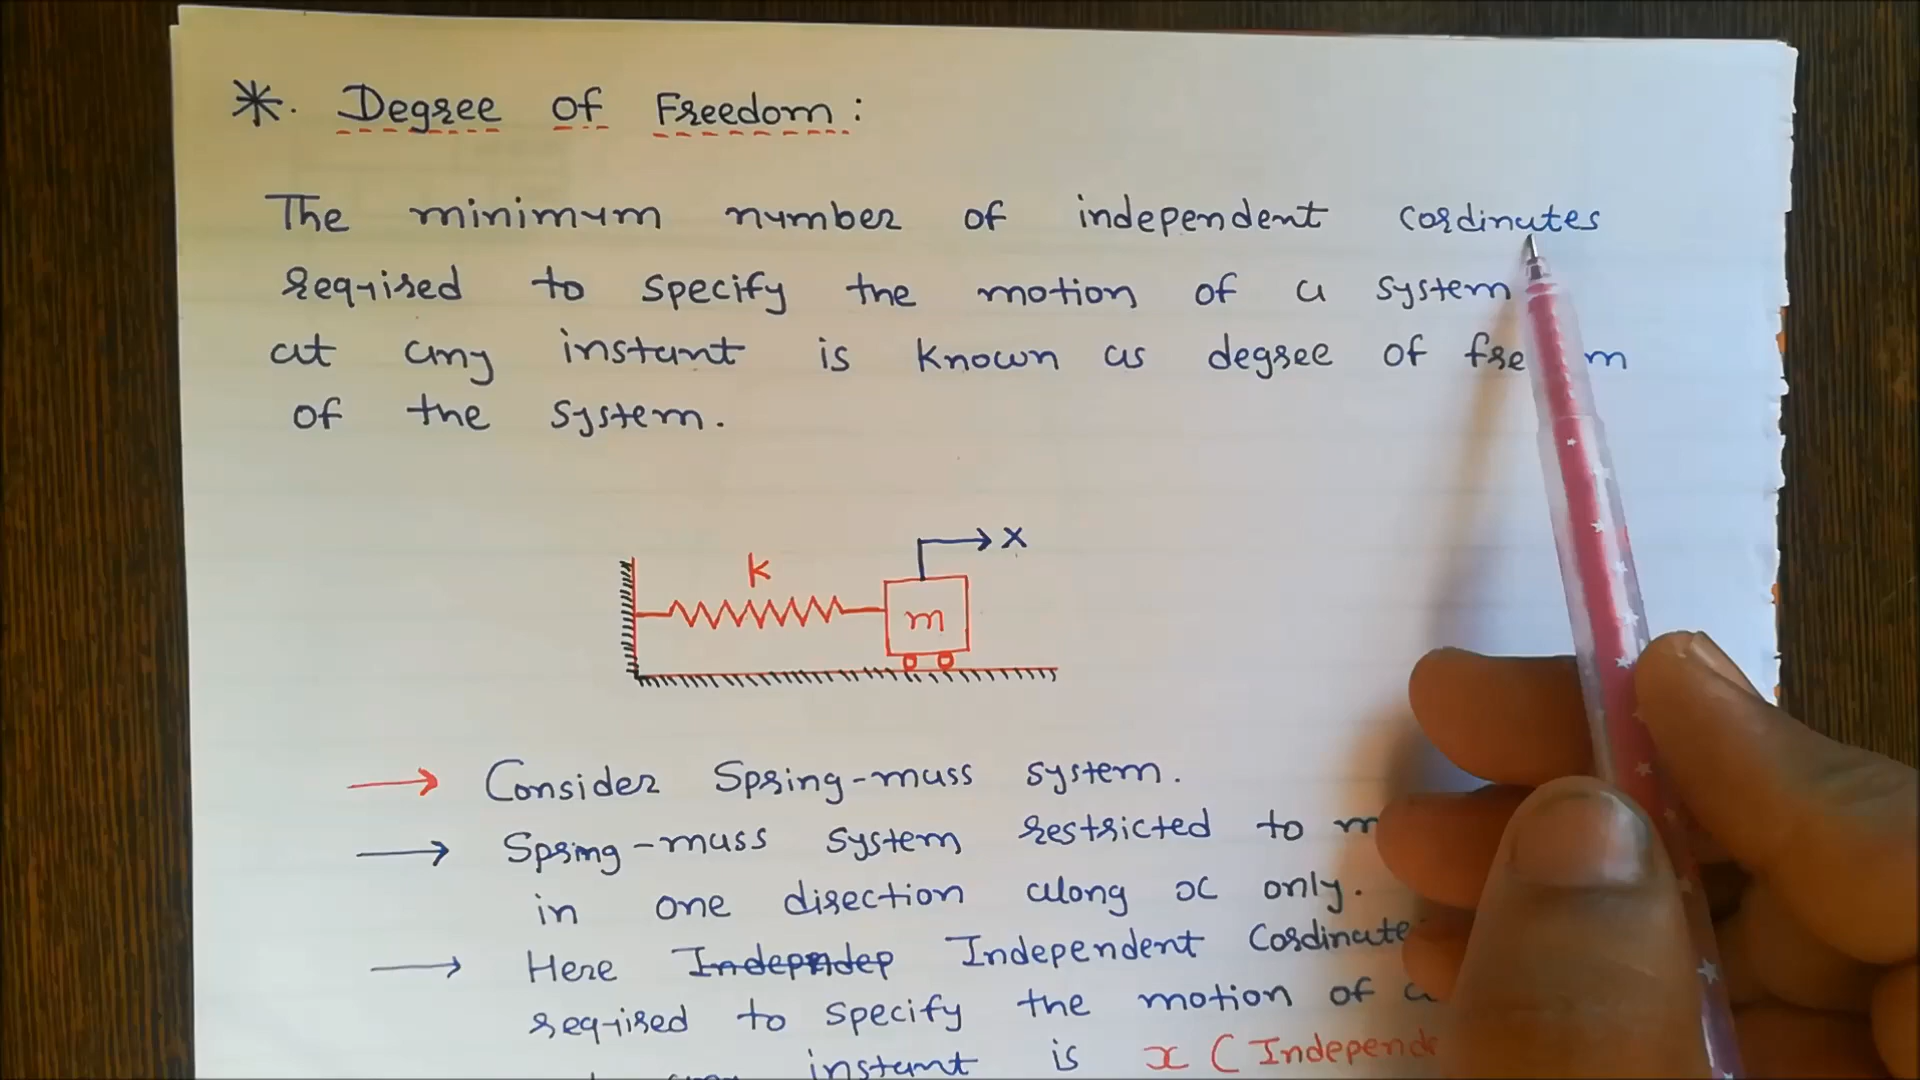 *. Degree of Freedom:
The minimum number of independent cordinates
required to specify the motion of a system
at any instant is known as degree of
of the system.
k
x
m
→ Consider Spring-mass system.
→ Spring-mass system restricted to
in one direction along x only.
→ Here Independep Independent Cordinate
required to specify the motion of a
instant is x (Independe